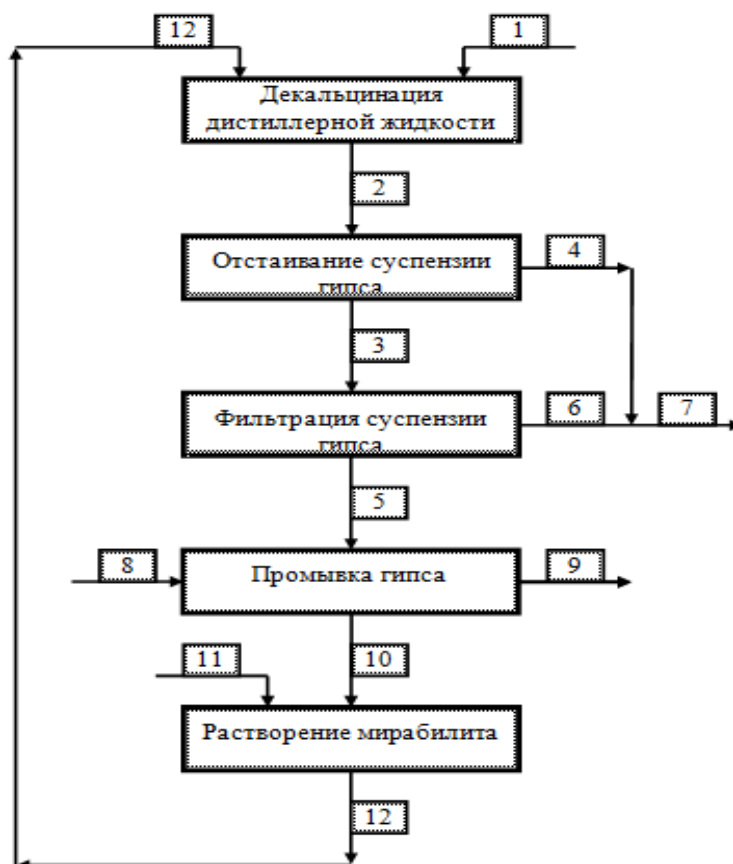 12
1
Декальцинация
дистиллерной жидкости
2
Отстаивание суспензии
гипса
4
3
Фильтрация суспензии
гипса
6
7
5
8
Промывка гипса
9
11
10
Растворение мирабилита
12